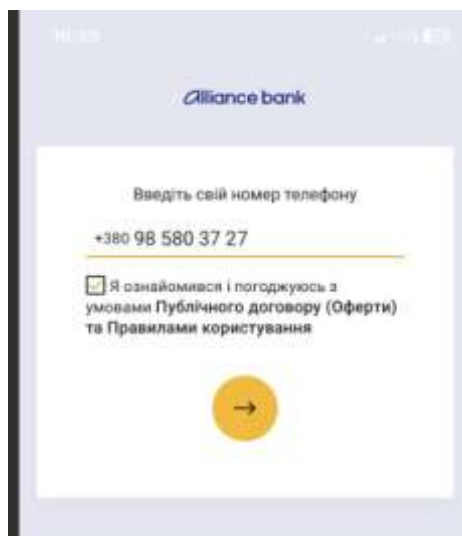 Alliance bank
Введіть свій номер телефону
+380 98 580 37 27
Я ознайомився і погоджуюсь з
умовами Публічного договору (Оферти)
та Правилами користування